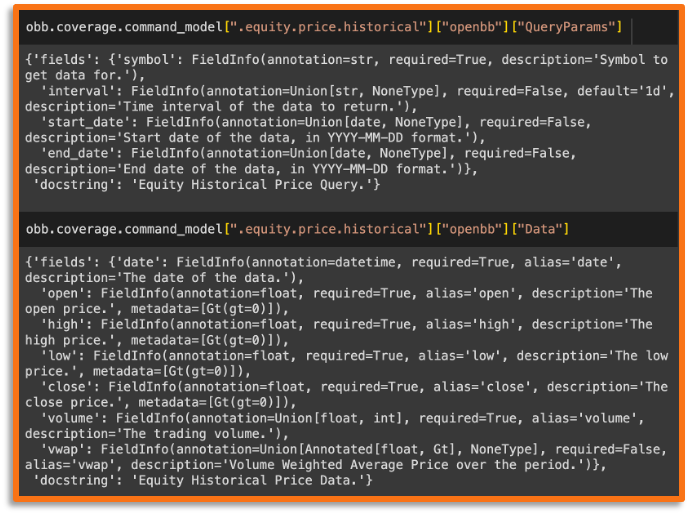 obb.coverage.command_model[".equity.price.historical"]["openbb"]["QueryParams"]
{'fields': {'symbol': FieldInfo(annotation=str, required=True, description='Symbol to
get data for.'),
'interval': FieldInfo(annotation=Union[str, NoneType], required=False, default='1d',
description='Time interval of the data to return.'),
'start_date': FieldInfo(annotation=Union[date, NoneType], required=False,
description='Start date of the data, in YYYY-MM-DD format.'),
'end_date': FieldInfo(annotation=Union[date, NoneType], required=False,
description='End date of the data, in YYYY-MM-DD format.')},
'docstring': 'Equity Historical Price Query.'}
obb.coverage.command_model[".equity.price.historical"]["openbb"]["Data"]
{'fields': {'date': FieldInfo(annotation=datetime, required=True, alias='date',
description='The date of the data.'),
'open': FieldInfo(annotation=float, required=True, alias='open', description='The
open price.', metadata=[Gt(gt=0)]),
'high': FieldInfo(annotation=float, required=True, alias='high', description='The
high price.', metadata=[Gt(gt=0)]),
'low': FieldInfo(annotation=float, required=True, alias='low', description='The low
price.', metadata=[Gt(gt=0)]),
'close': FieldInfo(annotation=float, required=True, alias='close', description='The
close price.', metadata=[Gt(gt=0)]),
'volume': FieldInfo(annotation=Union[float, int], required=True, alias='volume',
description='The trading volume.'),
'vwap': FieldInfo(annotation=Union[Annotated[float, Gt], NoneType], required=False,
alias='vwap', description='Volume Weighted Average Price over the period.')},
'docstring': 'Equity Historical Price Data.'}